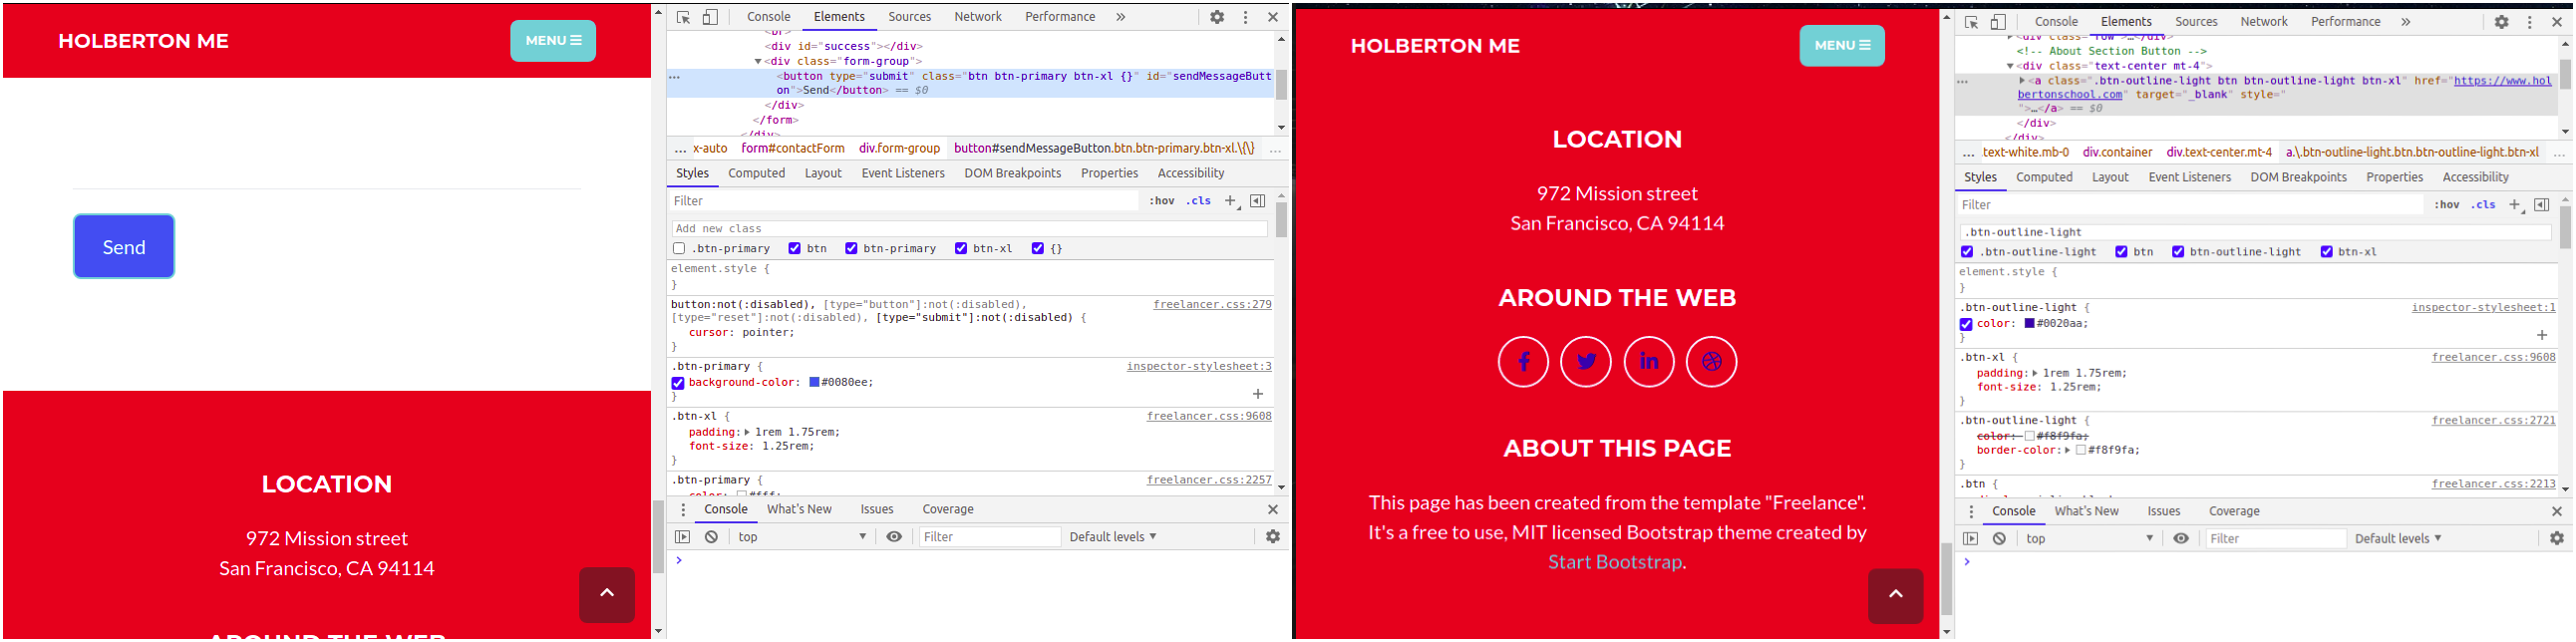 HOLBERTON ME
MENU
Send
LOCATION
972 Mission street
San Francisco, CA 94114
AROUND THE WEB
Console Elements Sources Network Performance »
<br>
<div id="success"></div>
▼<div class="form-group">
<button type="submit" class="btn btn-primary btn-xl {}" id="sendMessageButt
on">Send</button> == $0
</div>
</form>
</div>
... x-auto form#contactForm div.form-group button#sendMessageButton.btn.btn-primary.btn-xl.\{\} ...
Styles Computed Layout Event Listeners DOM Breakpoints Properties Accessibility
Filter :hov .cls +
Add new class
.btn-primary btn btn-primary btn-xl {}
element.style {
}
button:not(:disabled), [type="button"]:not(:disabled), freelancer.css:279
[type="reset"]:not(:disabled), [type="submit"]:not(:disabled) {
cursor: pointer;
}
.btn-primary { inspector-stylesheet:3
background-color: #0080ee;
}
.btn-xl { freelancer.css:9608
padding: 1rem 1.75rem;
font-size: 1.25rem;
}
.btn-primary { freelancer.css:2257
color: #fff;
Console What's New Issues Coverage
top Filter Default levels
HOLBERTON ME
MENU
LOCATION
972 Mission street
San Francisco, CA 94114
AROUND THE WEB
ABOUT THIS PAGE
This page has been created from the template "Freelance".
It's a free to use, MIT licensed Bootstrap theme created by
Start Bootstrap.
Console Elements Sources Network Performance »
▶<div class="row">…</div>
<!-- About Section Button -->
▼<div class="text-center mt-4">
▶<a class=".btn-outline-light btn btn-outline-light btn-xl" href="https://www.hol
bertonschool.com" target="_blank" style="
">…</a> == $0
</div>
</div>
... .text-white.mb-0 div.container div.text-center.mt-4 a.\.btn-outline-light.btn.btn-outline-light.btn-xl ...
Styles Computed Layout Event Listeners DOM Breakpoints Properties Accessibility
Filter :hov .cls +
.btn-outline-light
.btn-outline-light btn btn-outline-light btn-xl
element.style {
}
.btn-outline-light { inspector-stylesheet:1
color: #0020aa;
}
.btn-xl { freelancer.css:9608
padding: 1rem 1.75rem;
font-size: 1.25rem;
}
.btn-outline-light { freelancer.css:2721
color: #f8f9fa;
border-color: #f8f9fa;
}
.btn { freelancer.css:2213
Console What's New Issues Coverage
top Filter Default levels